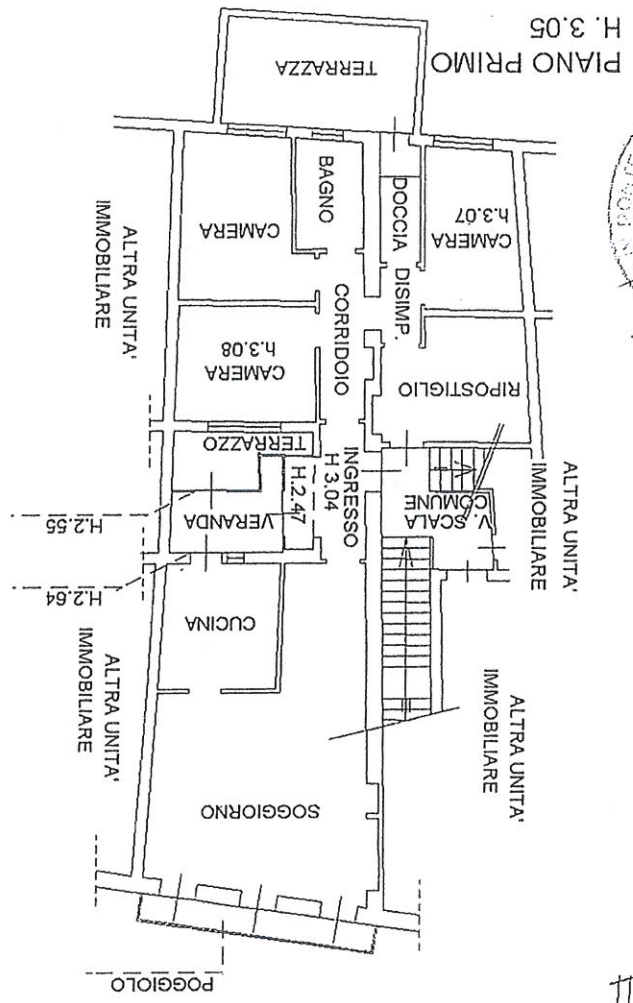 PIANO PRIMO
H. 3.05
POGGIOLO
SOGGIORNO
ALTRA UNITA'
IMMOBILIARE
ALTRA UNITA'
IMMOBILIARE
CUCINA
H.2.64
H.2.55
VERANDA
H.2.47
INGRESSO
H 3.04
V. SCALA
COMUNE
ALTRA UNITA'
IMMOBILIARE
TERRAZZO
CAMERA
h.3.08
RIPOSTIGLIO
CORRIDOIO
DISIMP.
DOCCIA
CAMERA
h.3.07
CAMERA
BAGNO
ALTRA UNITA'
IMMOBILIARE
TERRAZZA